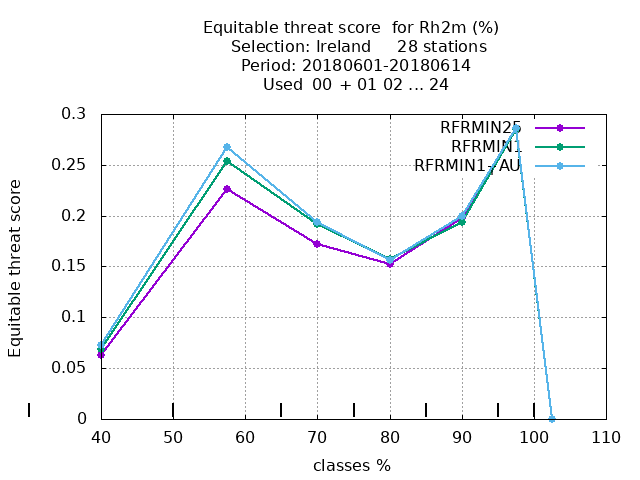 Equitable threat score for Rh2m (%)
Selection: Ireland 28 stations
Period: 20180601-20180614
Used 00 + 01 02 ... 24
RFRMIN25
RFRMIN1
RFRMIN1+AU
Equitable threat score
0.3
0.25
0.2
0.15
0.1
0.05
0
40 50 60 70 80 90 100 110
classes %